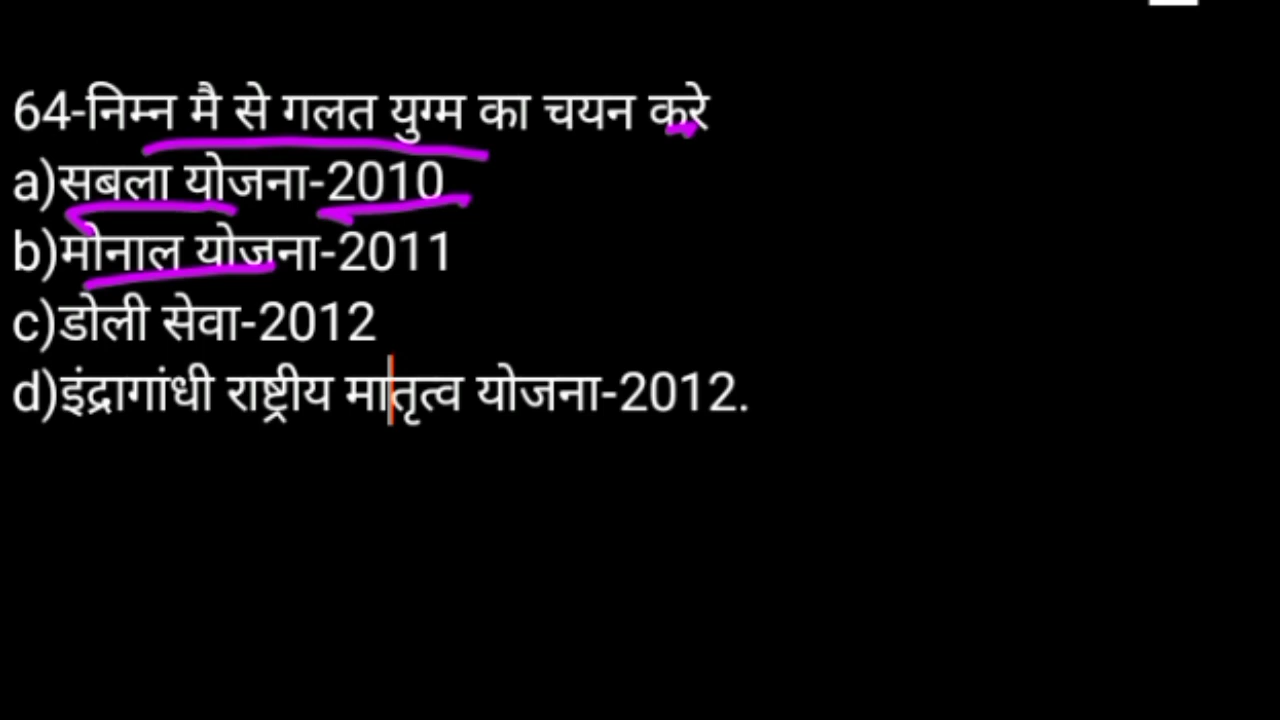 64-निम्न मै से गलत युग्म का चयन करे
a)सबला योजना-2010
b)मोनाल योजना-2011
c)डोली सेवा-2012
d)इंद्रागांधी राष्ट्रीय मातृत्व योजना-2012.